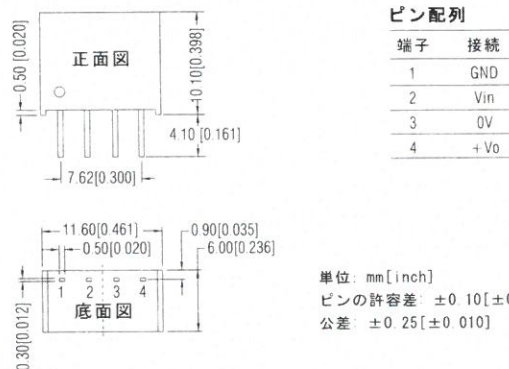 0.50 [0.020]
正面図
10.10[0.398]
4.10 [0.161]
7.62[0.300]
ピン配列
端子 接続
1 GND
2 Vin
3 0V
4 +Vo
11.60[0.461]
0.50[0.020]
0.90[0.035]
6.00[0.236]
1 2 3 4
底面図
0.30[0.012]
単位: mm[inch]
ピンの許容差: ±0.10[±0
公差: ±0.25[±0.010]